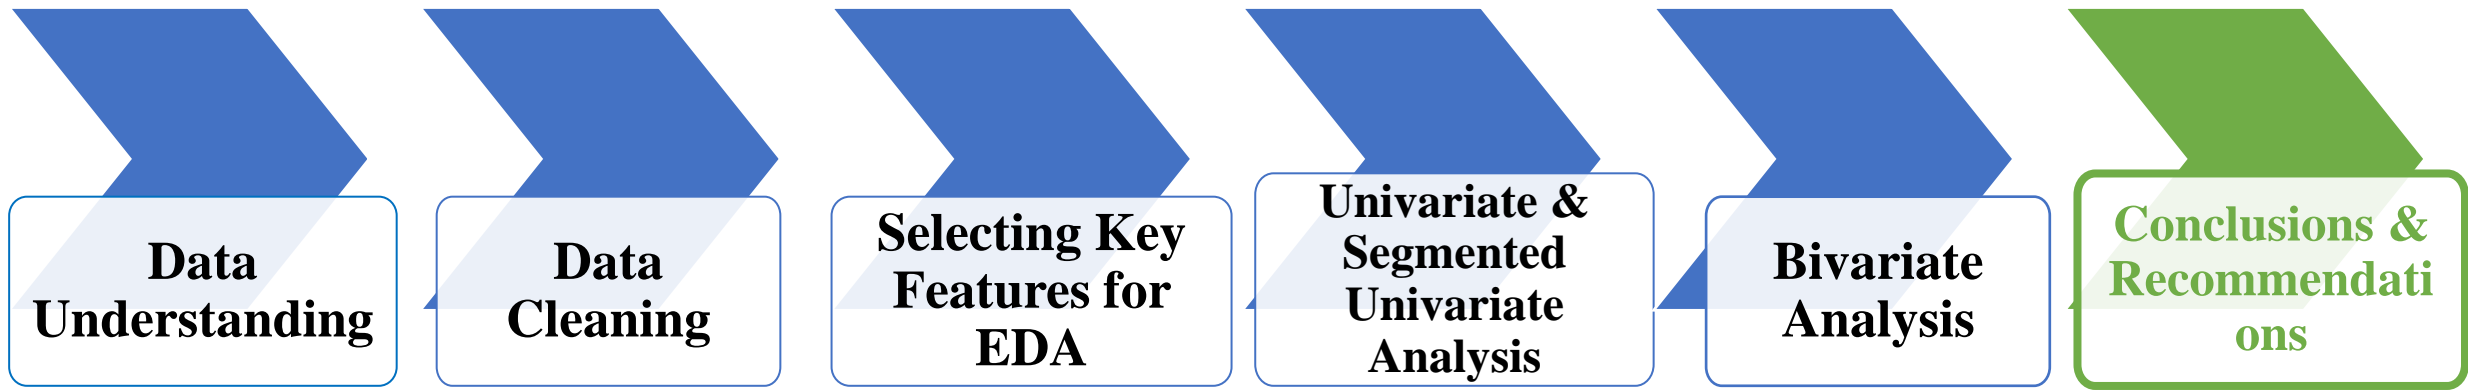 Data
Understanding
Data
Cleaning
Selecting Key
Features for
EDA
Univariate &
Segmented
Univariate
Analysis
Bivariate
Analysis
Conclusions &
Recommendati
ons